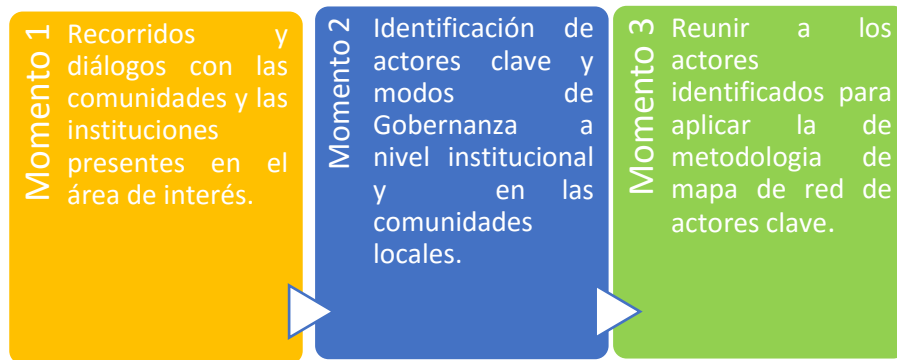 Momento 1
Recorridos y
diálogos con las
comunidades y las
instituciones
presentes en el
área de interés.
Momento 2
Identificación de
actores clave y
modos de
Gobernanza a
nivel institucional
y en las
comunidades
locales.
Momento 3
Reunir a los
actores
identificados para
aplicar la de
metodologia de
mapa de red de
actores clave.